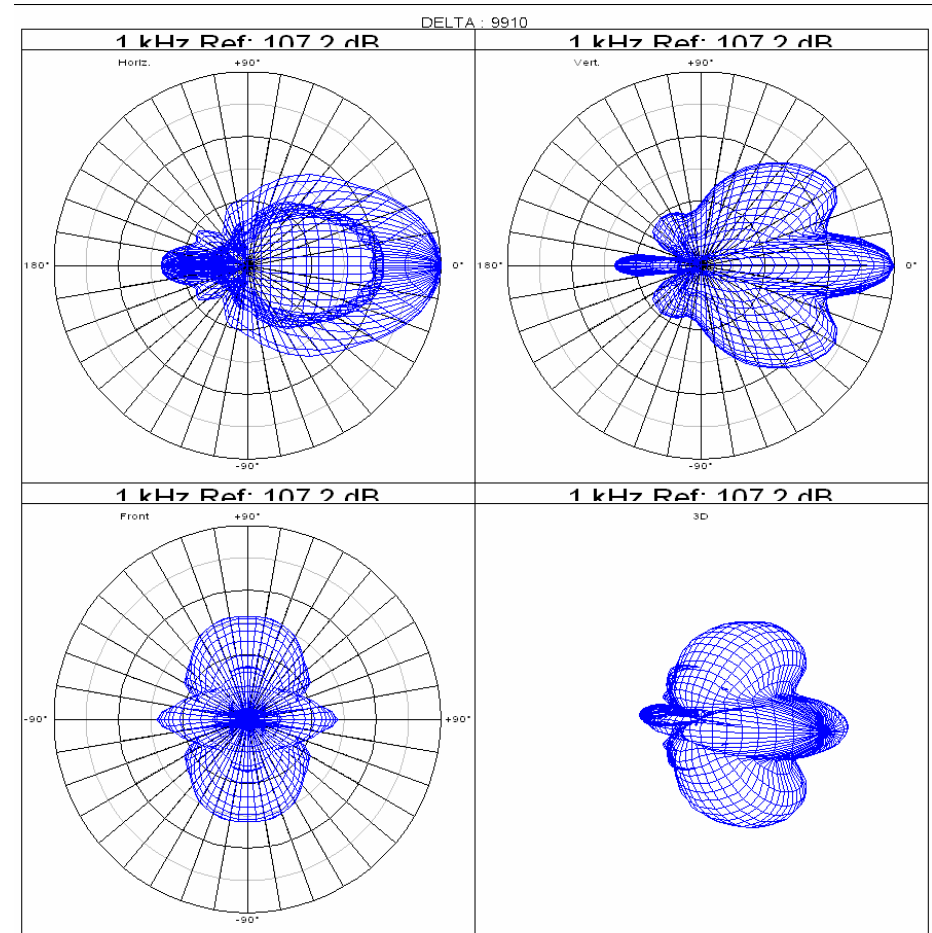 DELTA : 9910
1 kHz Ref: 107.2 dB
1 kHz Ref: 107.2 dB
Horiz.
+90°
Vert.
+90°
180°
0°
180°
0°
-90°
-90°
1 kHz Ref: 107.2 dB
1 kHz Ref: 107.2 dB
Front
+90°
3D
-90°
+90°
-90°